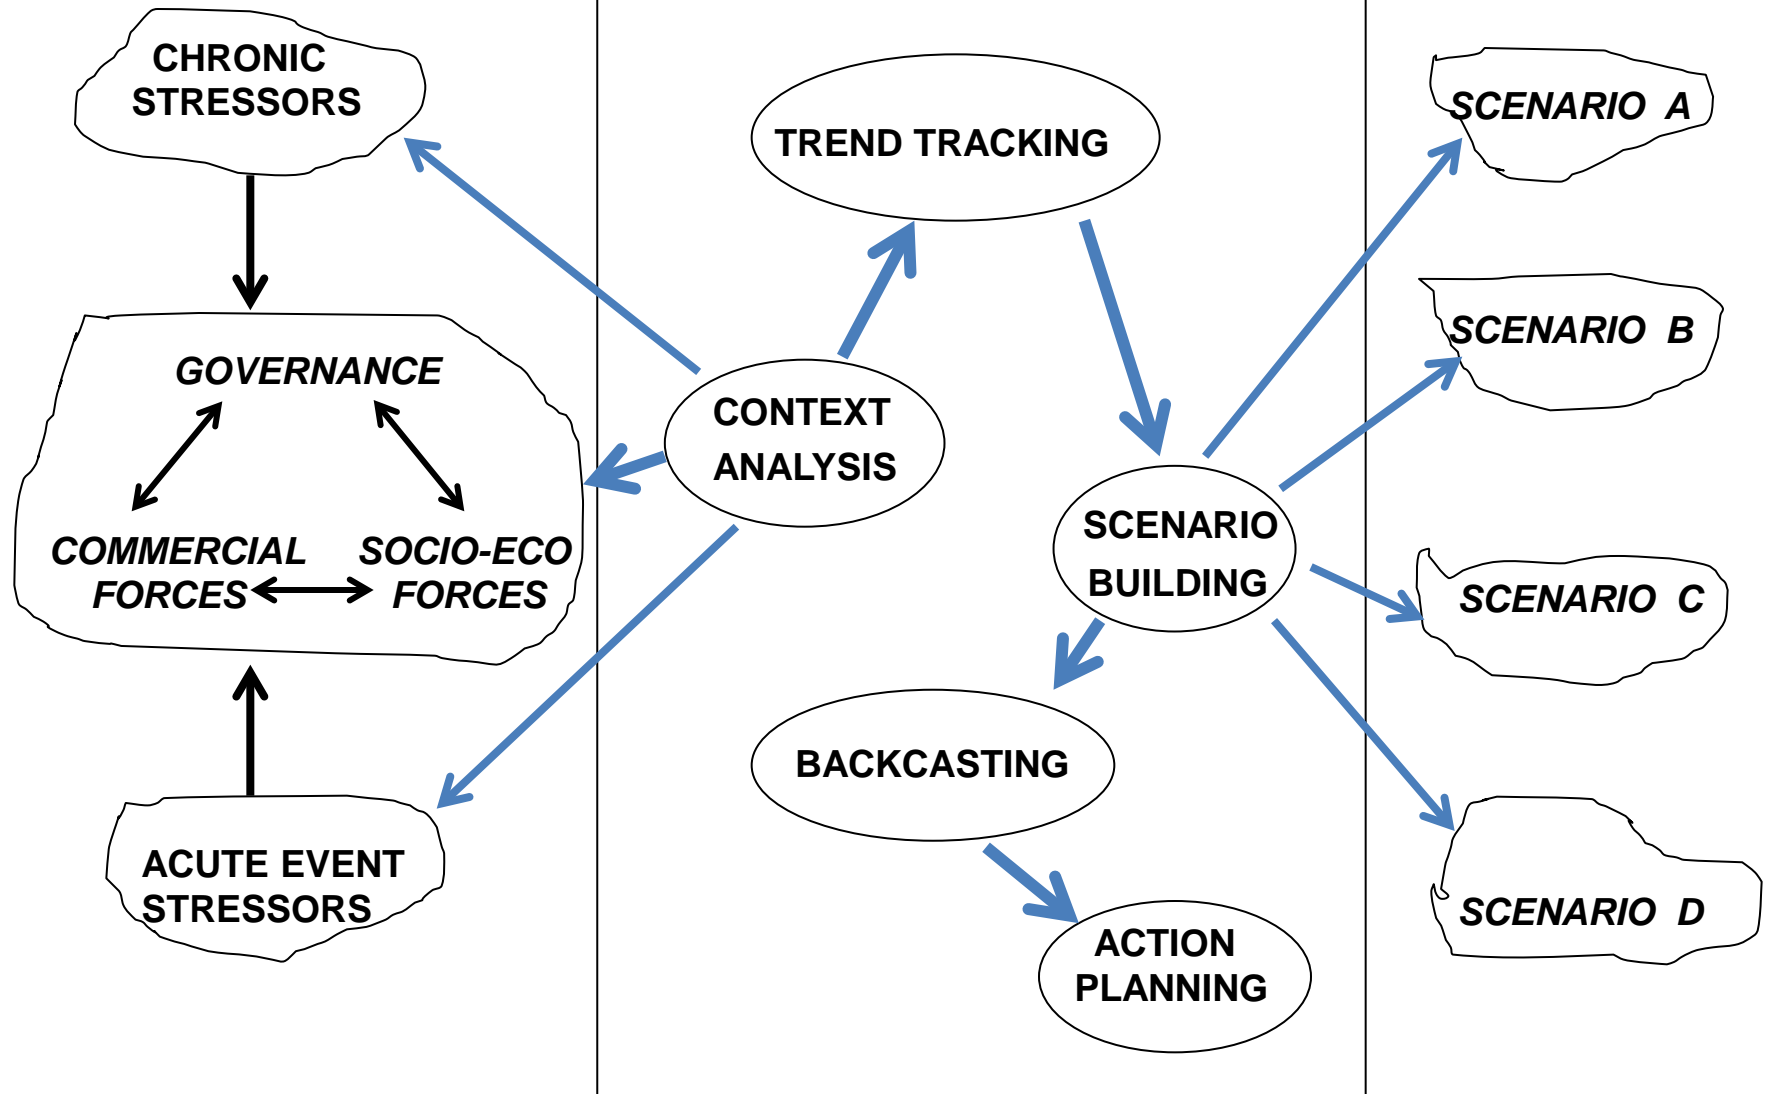 CHRONIC
STRESSORS
GOVERNANCE
COMMERCIAL
FORCES
SOCIO-ECO
FORCES
ACUTE EVENT
STRESSORS
TREND TRACKING
CONTEXT
ANALYSIS
SCENARIO
BUILDING
BACKCASTING
ACTION
PLANNING
SCENARIO A
SCENARIO B
SCENARIO C
SCENARIO D